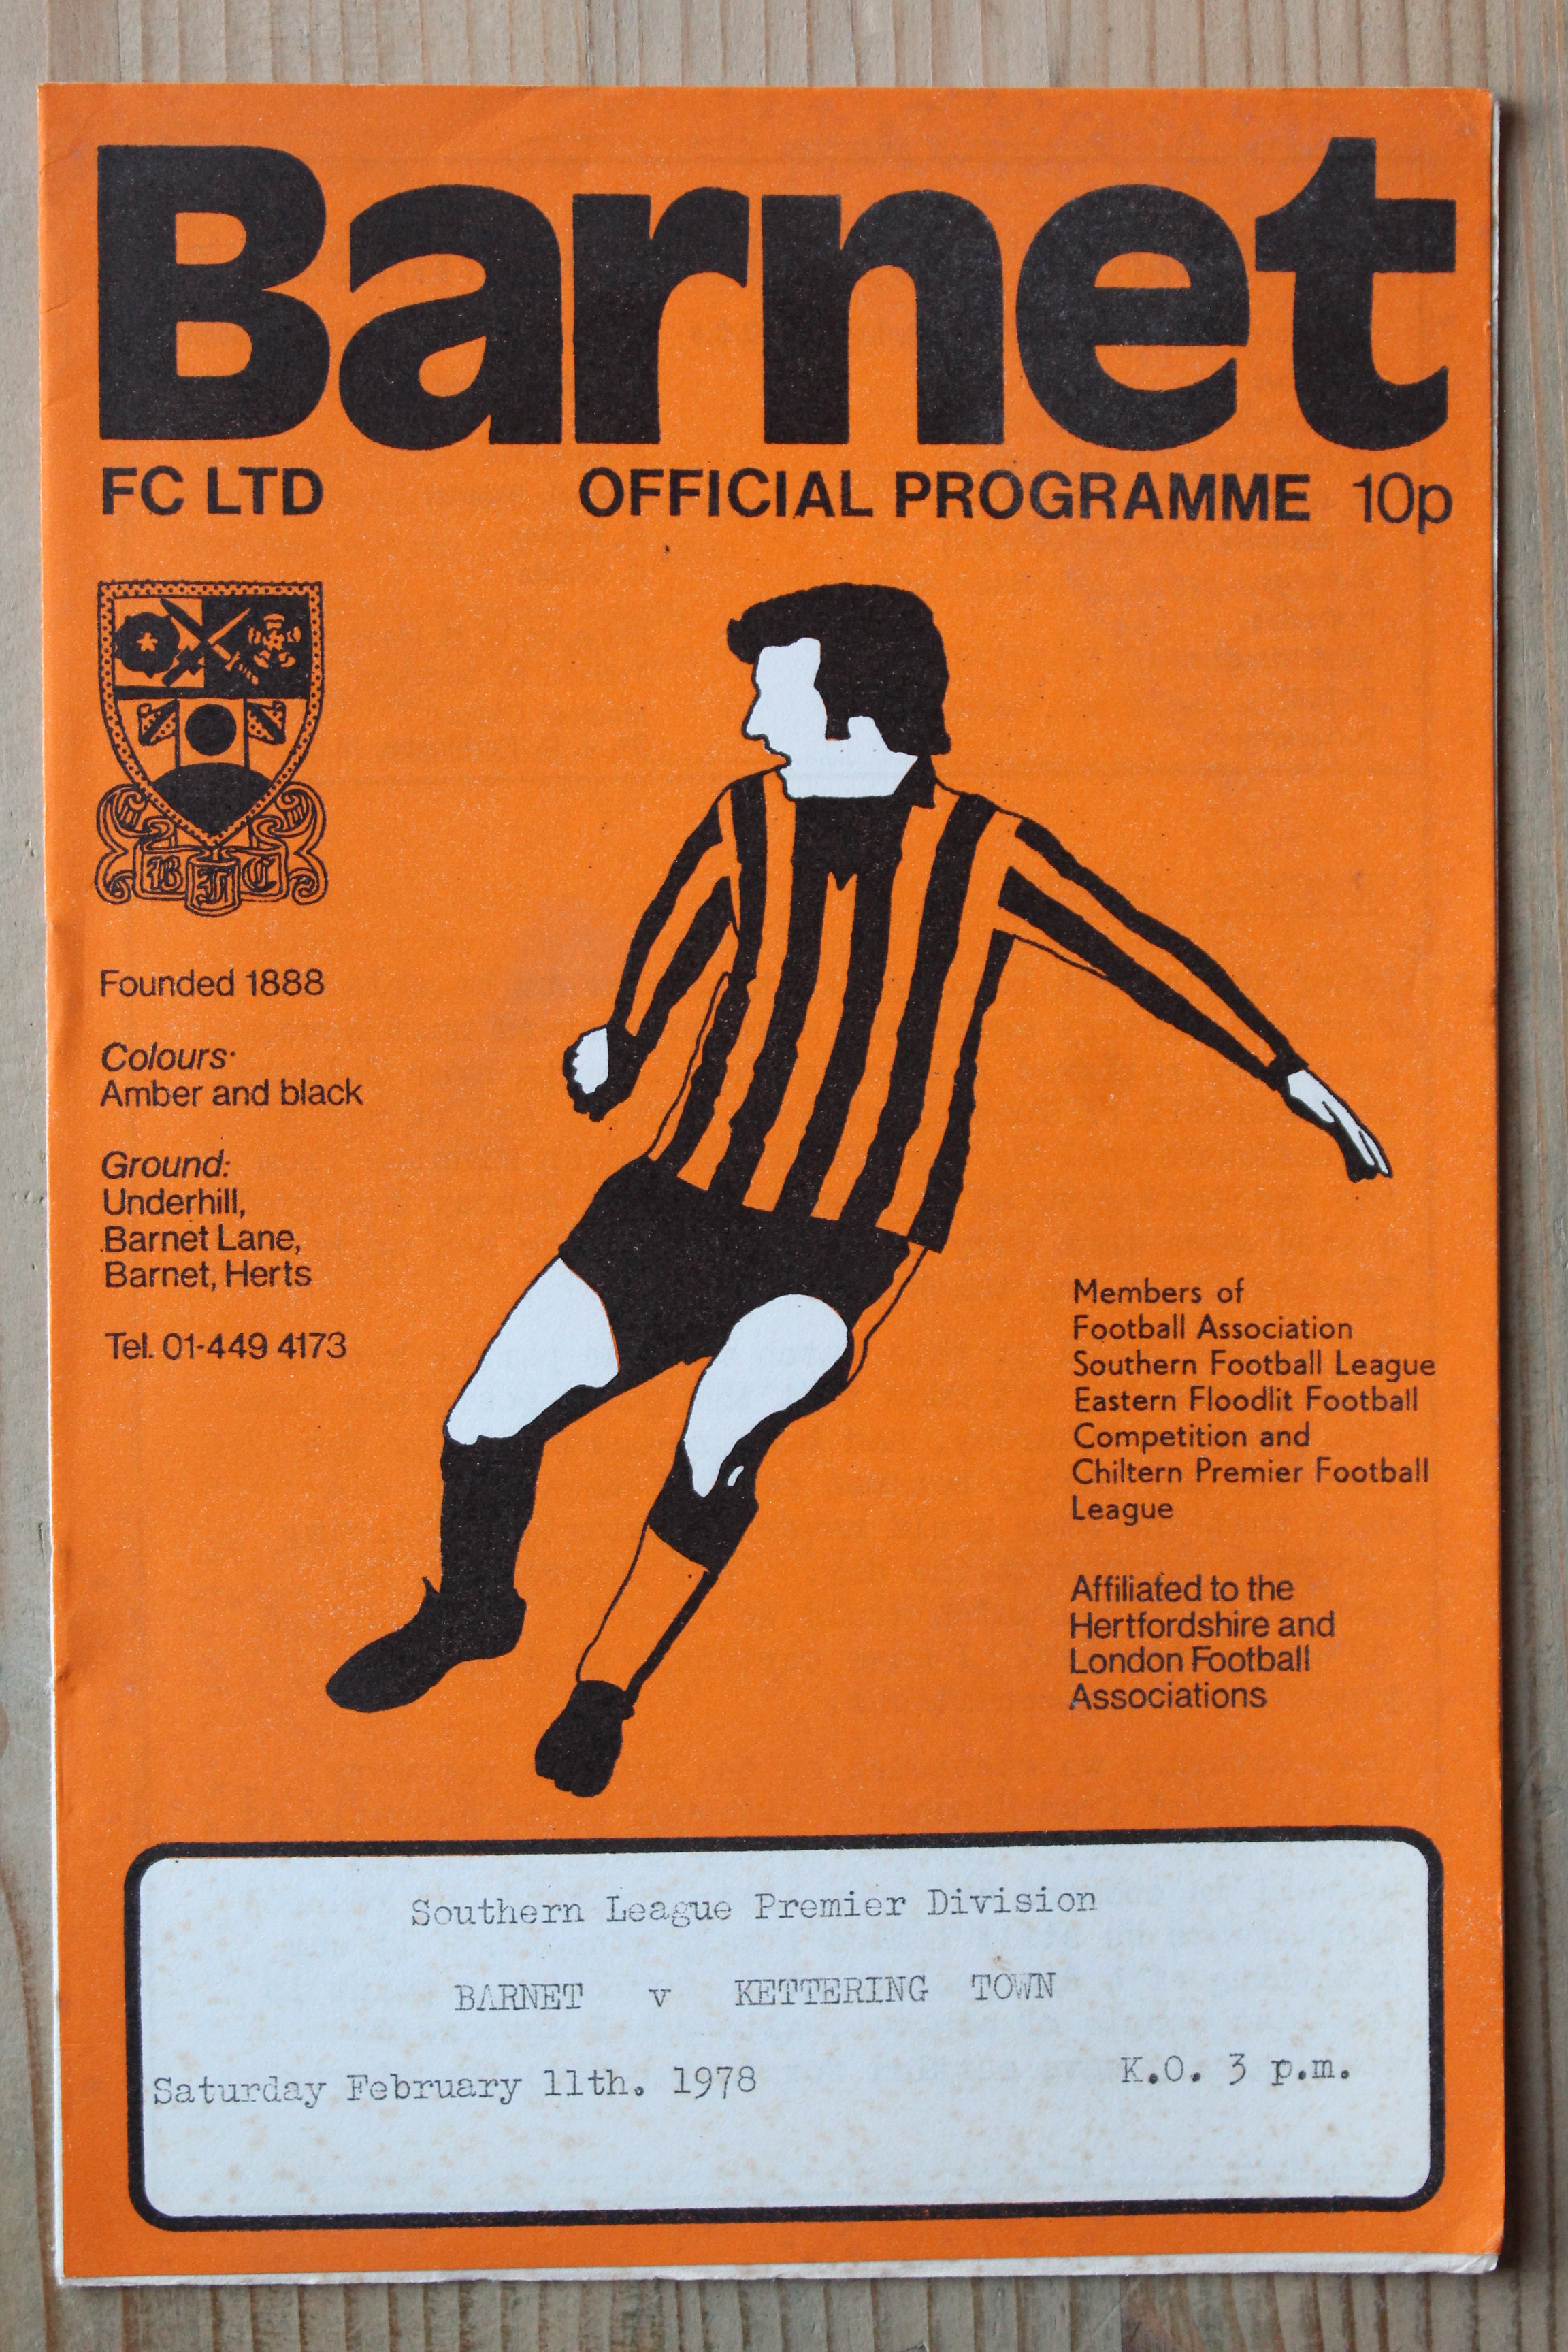 Barnet
FC LTD OFFICIAL PROGRAMME 10p
B F C
Founded 1888
Colours·
Amber and black
Ground:
Underhill,
Barnet Lane,
Barnet, Herts
Tel. 01-449 4173
Members of
Football Association
Southern Football League
Eastern Floodlit Football
Competition and
Chiltern Premier Football
League
Affiliated to the
Hertfordshire and
London Football
Associations
Southern League Premier Division
BARNET v KETTERING TOWN
Saturday February 11th. 1978 K.O. 3 p.m.